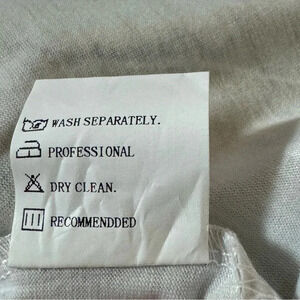 WASH SEPARATELY.
PROFESSIONAL
DRY CLEAN.
RECOMMENDDED